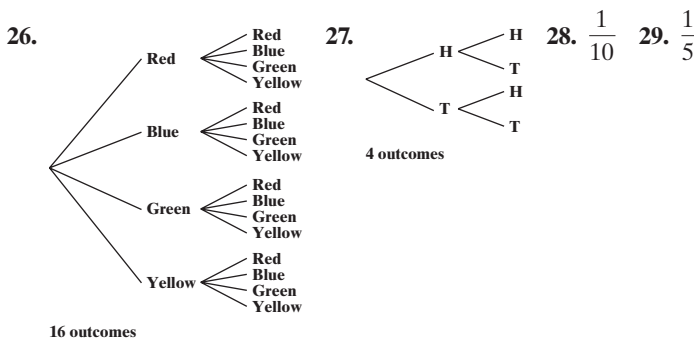 26.
Red
Red
Blue
Green
Yellow
Blue
Red
Blue
Green
Yellow
Green
Red
Blue
Green
Yellow
Yellow
Red
Blue
Green
Yellow
16 outcomes
27.
H
H
T
T
H
T
4 outcomes
28. 1/10
29. 1/5